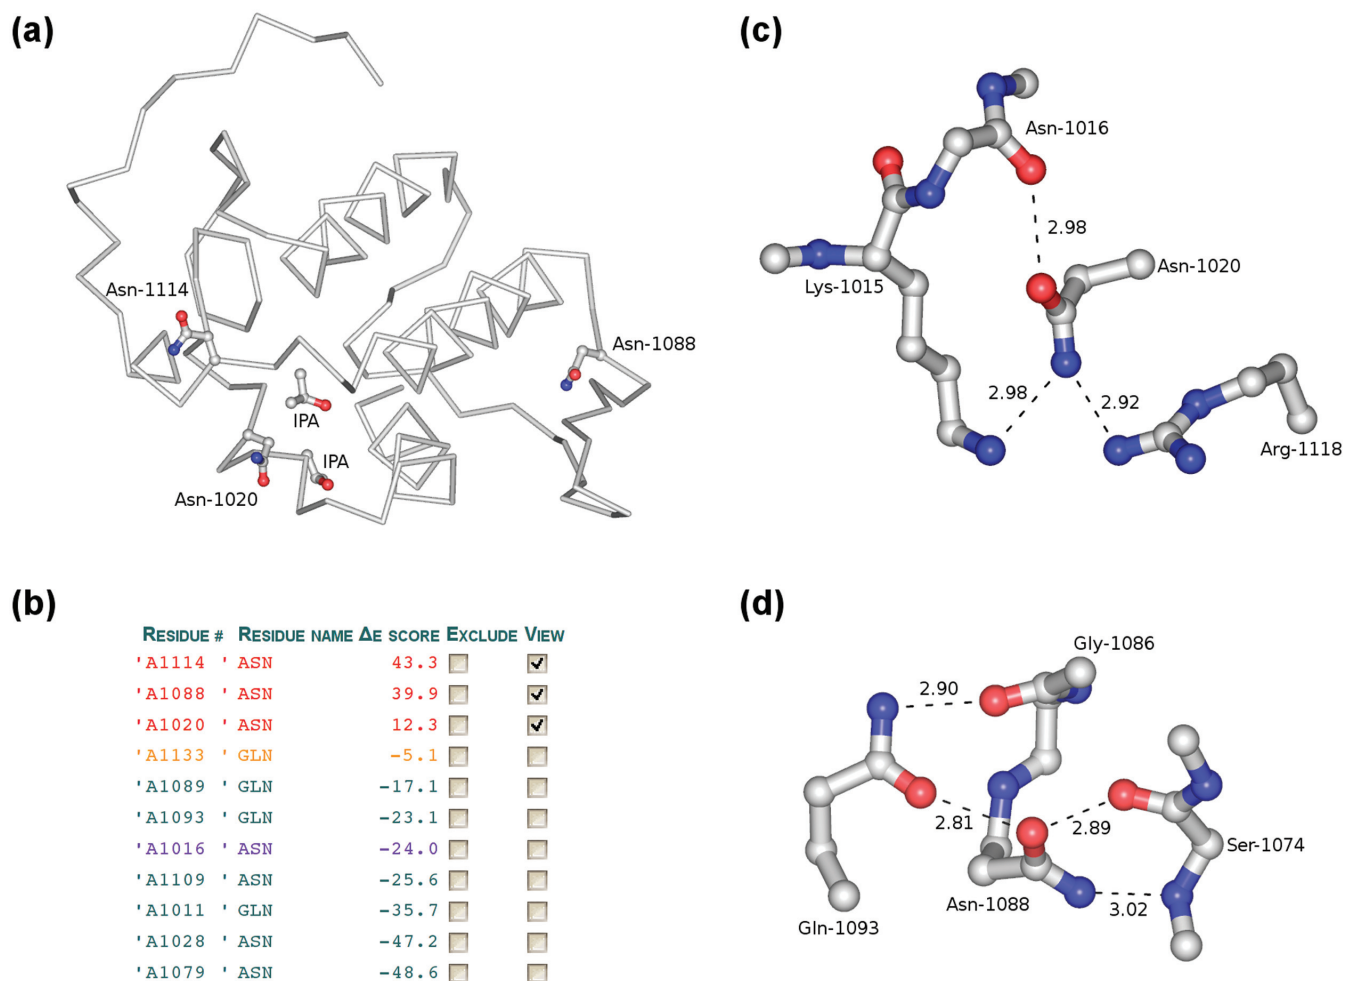 (a)
Asn-1114
Asn-1088
IPA
IPA
Asn-1020
(b)
RESIDUE # RESIDUE NAME ΔE SCORE EXCLUDE VIEW
'A1114 ' ASN 43.3
'A1088 ' ASN 39.9
'A1020 ' ASN 12.3
'A1133 ' GLN -5.1
'A1089 ' GLN -17.1
'A1093 ' GLN -23.1
'A1016 ' ASN -24.0
'A1109 ' ASN -25.6
'A1011 ' GLN -35.7
'A1028 ' ASN -47.2
'A1079 ' ASN -48.6
(c)
Asn-1016
2.98
Asn-1020
Lys-1015
2.98
2.92
Arg-1118
(d)
Gly-1086
2.90
2.81
2.89
Ser-1074
Asn-1088
3.02
Gln-1093